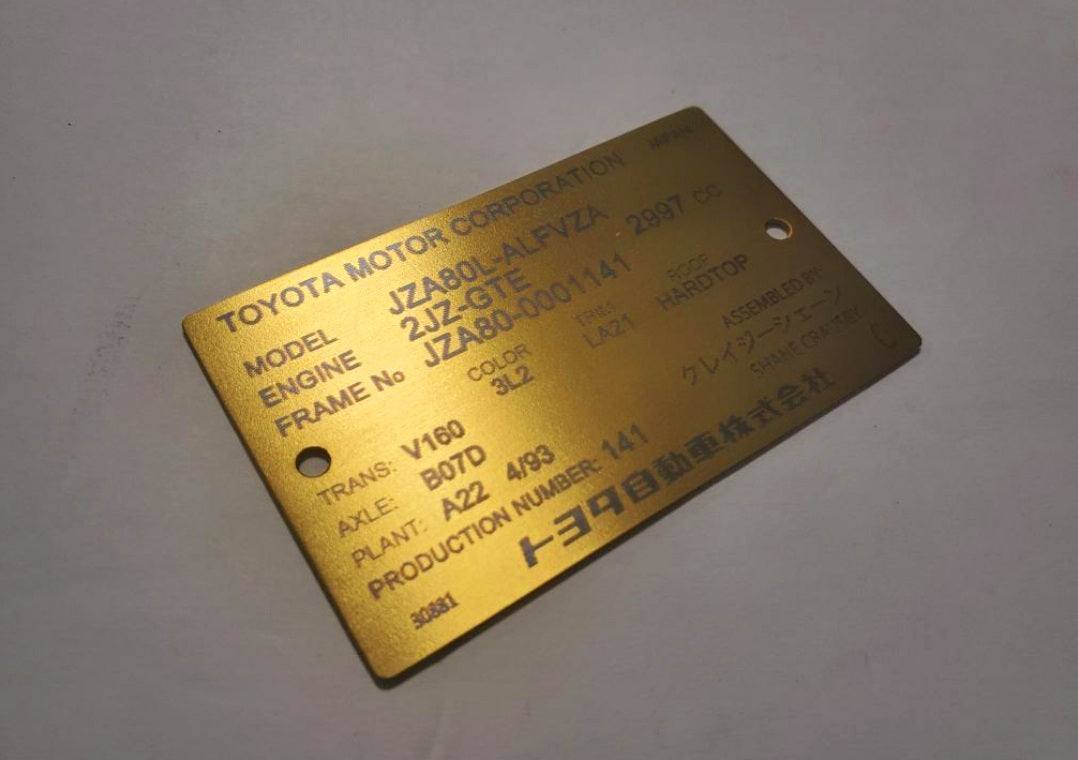 TOYOTA MOTOR CORPORATION JAPAN
MODEL JZA80L-ALFVZA
ENGINE 2JZ-GTE 2997 CC
FRAME No JZA80-0001141
COLOR TRIM ROOF
3L2 LA21 HARDTOP
TRANS: V160
AXLE: B07D
PLANT: A22 4/93
PRODUCTION NUMBER: 141
ASSEMBLED BY:
クレイジーシェーン
SHANE CRATERY
C
トヨタ自動車株式会社
30881